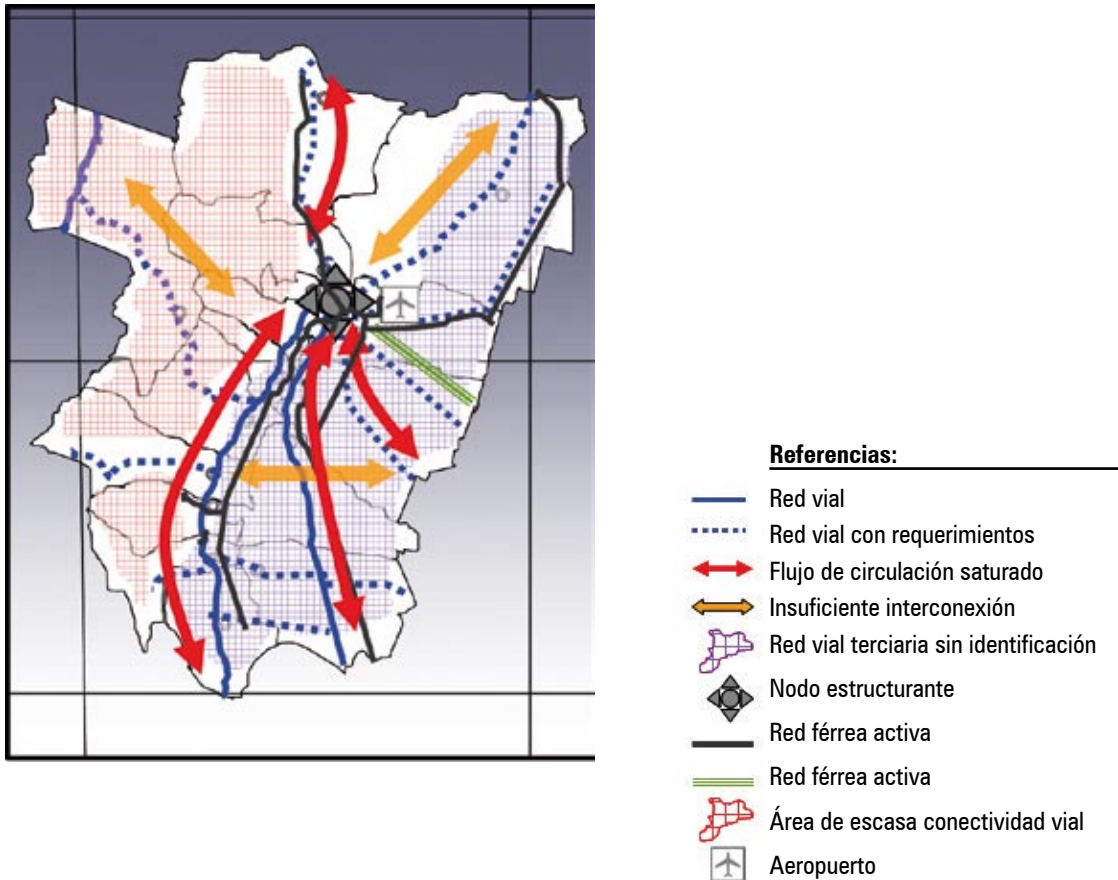 Referencias:
Red vial
Red vial con requerimientos
Flujo de circulación saturado
Insuficiente interconexión
Red vial terciaria sin identificación
Nodo estructurante
Red férrea activa
Red férrea activa
Área de escasa conectividad vial
Aeropuerto